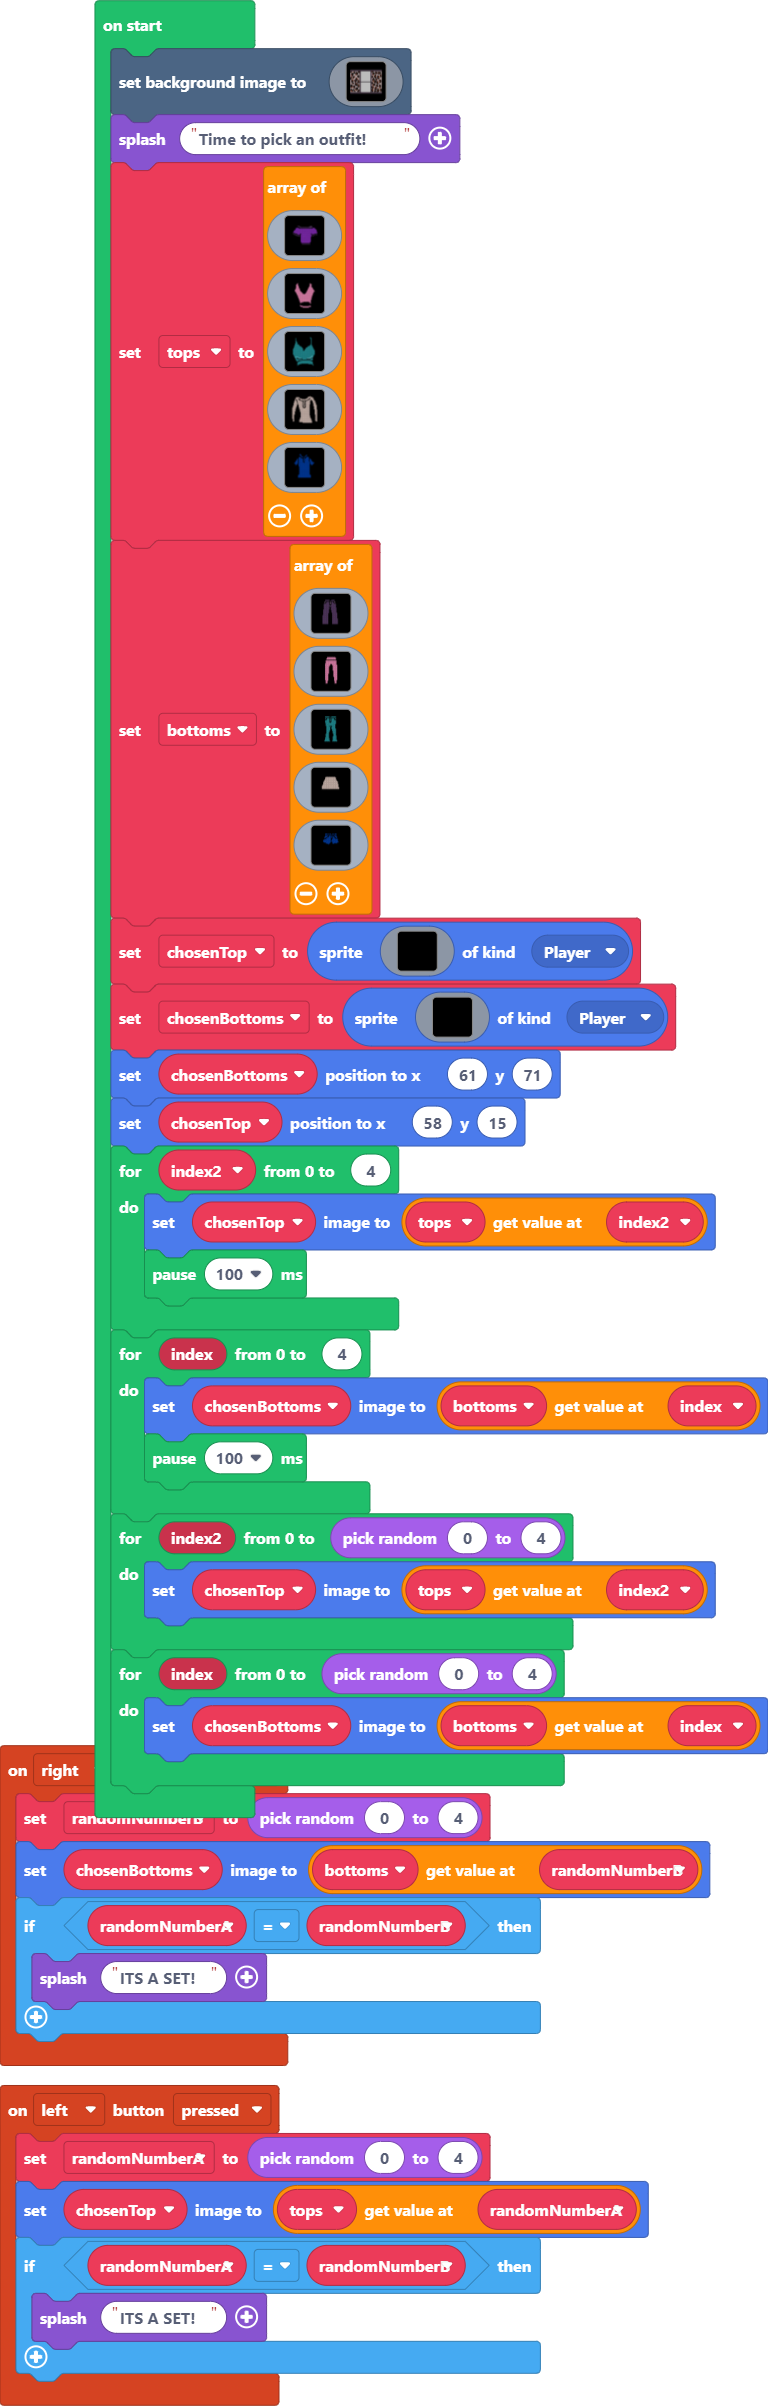 on start
set background image to
splash "Time to pick an outfit! "
array of
set tops to
array of
set bottoms to
set chosenTop to sprite of kind Player
set chosenBottoms to sprite of kind Player
set chosenBottoms position to x 61 y 71
set chosenTop position to x 58 y 15
for index2 from 0 to 4
do set chosenTop image to tops get value at index2
pause 100 ms
for index from 0 to 4
do set chosenBottoms image to bottoms get value at index
pause 100 ms
for index2 from 0 to pick random 0 to 4
do set chosenTop image to tops get value at index2
for index from 0 to pick random 0 to 4
do set chosenBottoms image to bottoms get value at index
on right
set randomNumberB to pick random 0 to 4
set chosenBottoms image to bottoms get value at randomNumberB
if randomNumberA = randomNumberB then
splash "ITS A SET! "
on left button pressed
set randomNumberA to pick random 0 to 4
set chosenTop image to tops get value at randomNumberA
if randomNumberA = randomNumberB then
splash "ITS A SET! "